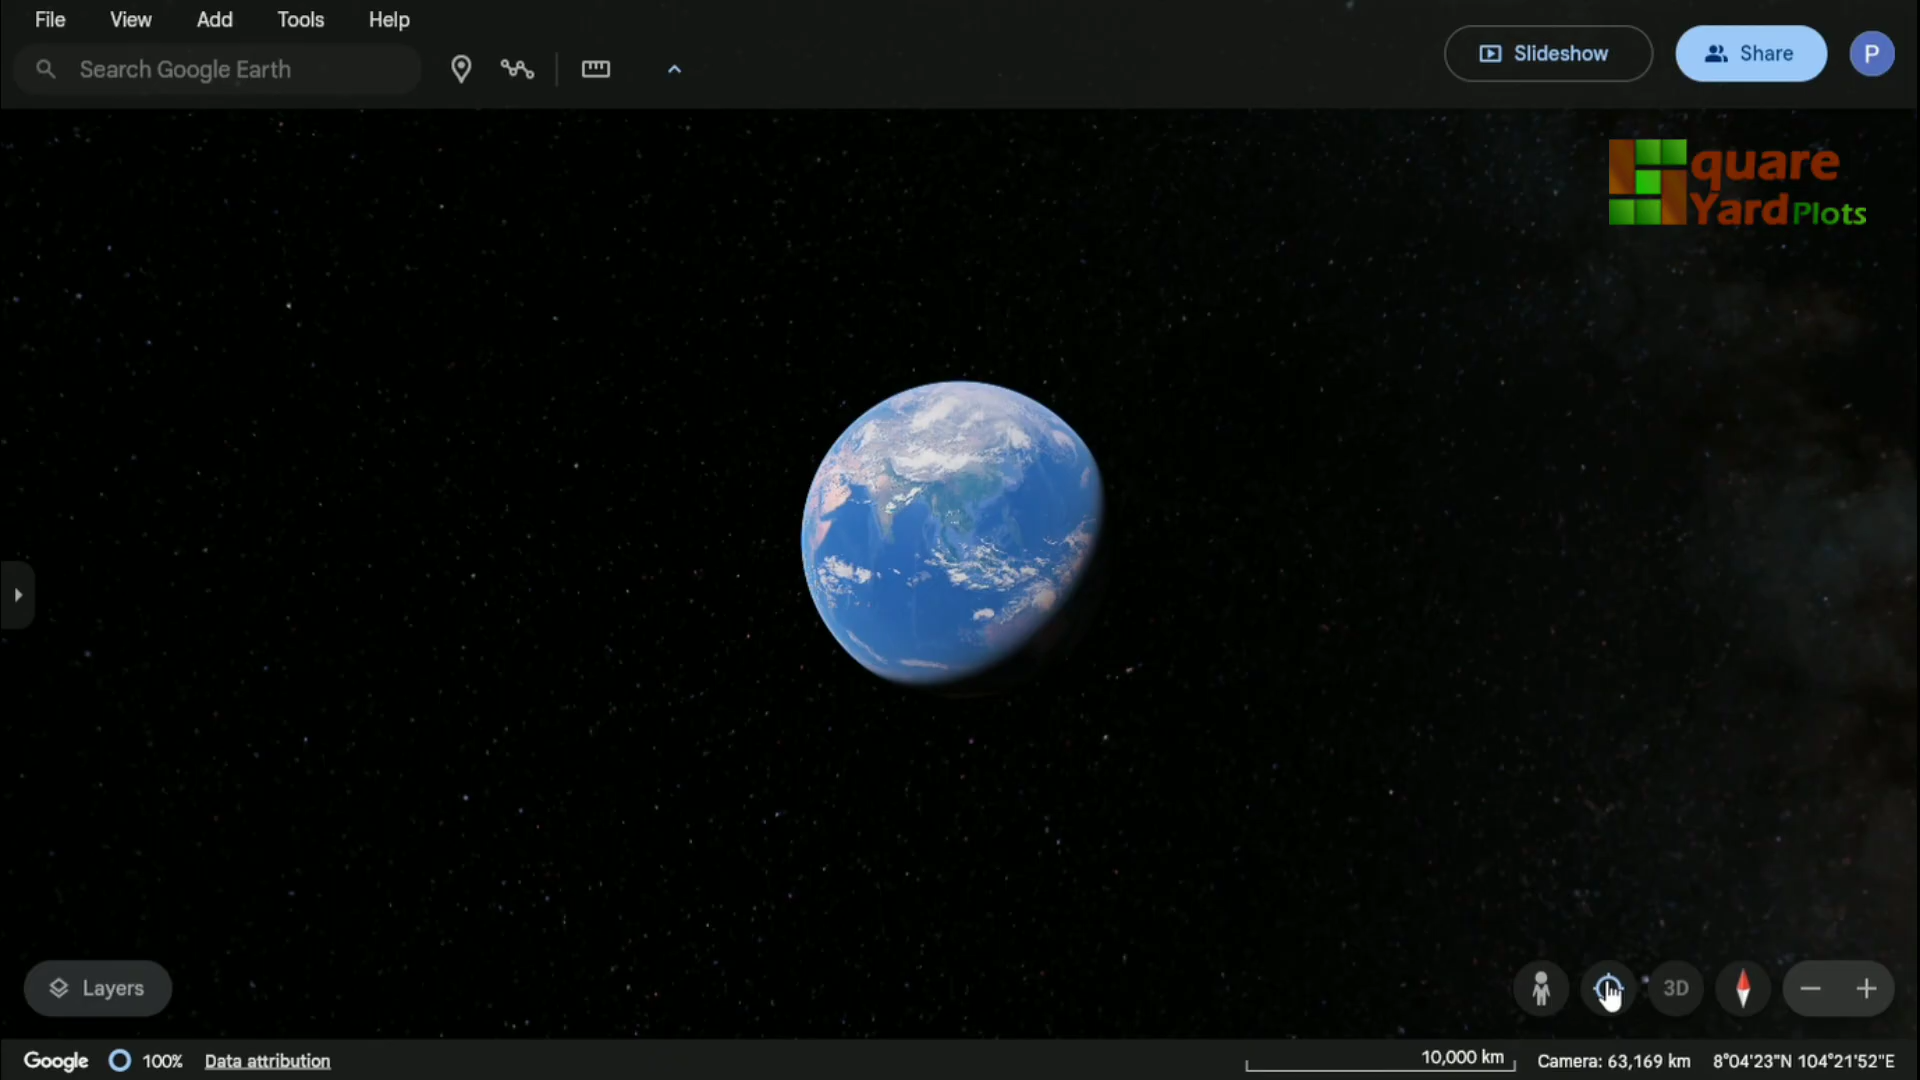 File View Add Tools Help
Search Google Earth
Slideshow
Share
P
quare
Yard Plots
Layers
3D
Google 100% Data attribution
10,000 km
Camera: 63,169 km 8°04'23"N 104°21'52"E